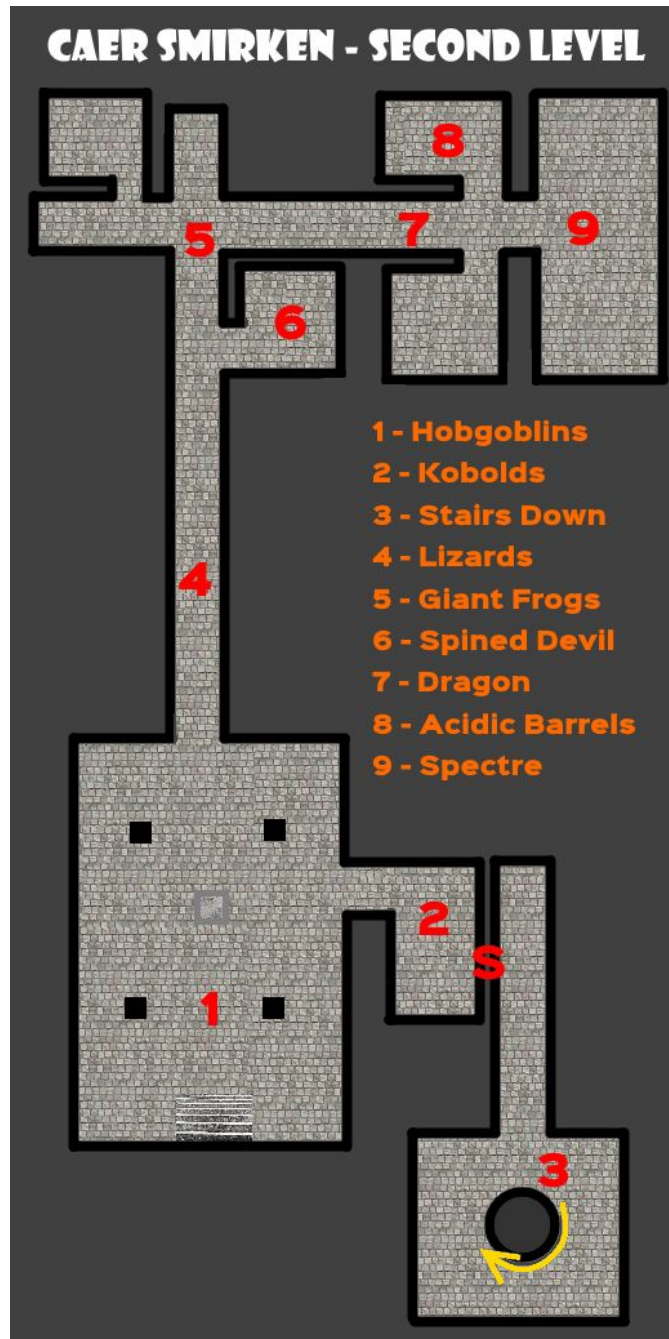 CAER SMIRKEN - SECOND LEVEL
8
5
7
9
6
1 - Hobgoblins
2 - Kobolds
3 - Stairs Down
4 - Lizards
4
5 - Giant Frogs
6 - Spined Devil
7 - Dragon
8 - Acidic Barrels
9 - Spectre
2
S
1
3